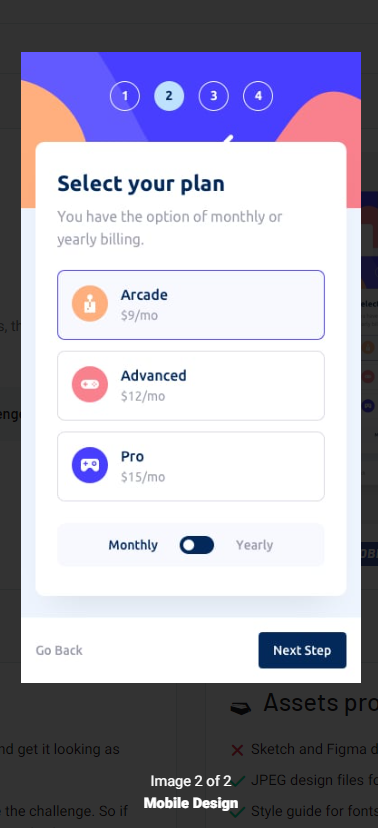 1 2 3 4
Select your plan
You have the option of monthly or
yearly billing.
Arcade
$9/mo
Advanced
$12/mo
Pro
$15/mo
Monthly Yearly
Go Back Next Step
Assets pro
nd get it looking as
Sketch and Figma d
Image 2 of 2
JPEG design files fo
Mobile Design
the challenge. So if
Style guide for fonts